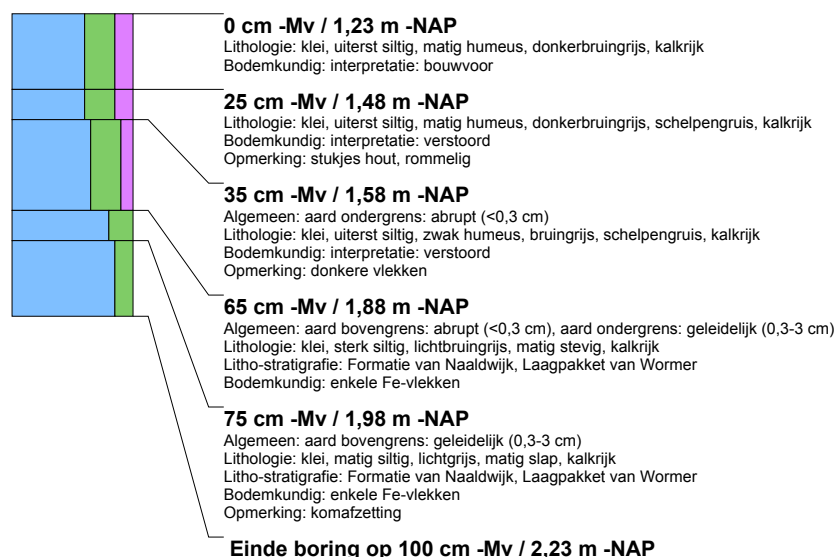 0 cm -Mv / 1,23 m -NAP
Lithologie: klei, uiterst siltig, matig humeus, donkerbruingrijs, kalkrijk
Bodemkundig: interpretatie: bouwvoor
25 cm -Mv / 1,48 m -NAP
Lithologie: klei, uiterst siltig, matig humeus, donkerbruingrijs, schelpengruis, kalkrijk
Bodemkundig: interpretatie: verstoord
Opmerking: stukjes hout, rommelig
35 cm -Mv / 1,58 m -NAP
Algemeen: aard ondergrens: abrupt (<0,3 cm)
Lithologie: klei, uiterst siltig, zwak humeus, bruingrijs, schelpengruis, kalkrijk
Bodemkundig: interpretatie: verstoord
Opmerking: donkere vlekken
65 cm -Mv / 1,88 m -NAP
Algemeen: aard bovengrens: abrupt (<0,3 cm), aard ondergrens: geleidelijk (0,3-3 cm)
Lithologie: klei, sterk siltig, lichtbruingrijs, matig stevig, kalkrijk
Litho-stratigrafie: Formatie van Naaldwijk, Laagpakket van Wormer
Bodemkundig: enkele Fe-vlekken
75 cm -Mv / 1,98 m -NAP
Algemeen: aard bovengrens: geleidelijk (0,3-3 cm)
Lithologie: klei, matig siltig, lichtgrijs, matig slap, kalkrijk
Litho-stratigrafie: Formatie van Naaldwijk, Laagpakket van Wormer
Bodemkundig: enkele Fe-vlekken
Opmerking: komafzetting
Einde boring op 100 cm -Mv / 2,23 m -NAP